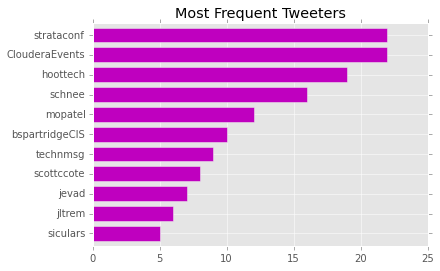 Most Frequent Tweeters
strataconf
ClouderaEvents
hoottech
schnee
mopatel
bspartridgeCIS
technmsg
scottcote
jevad
jltrem
siculars
0 5 10 15 20 25